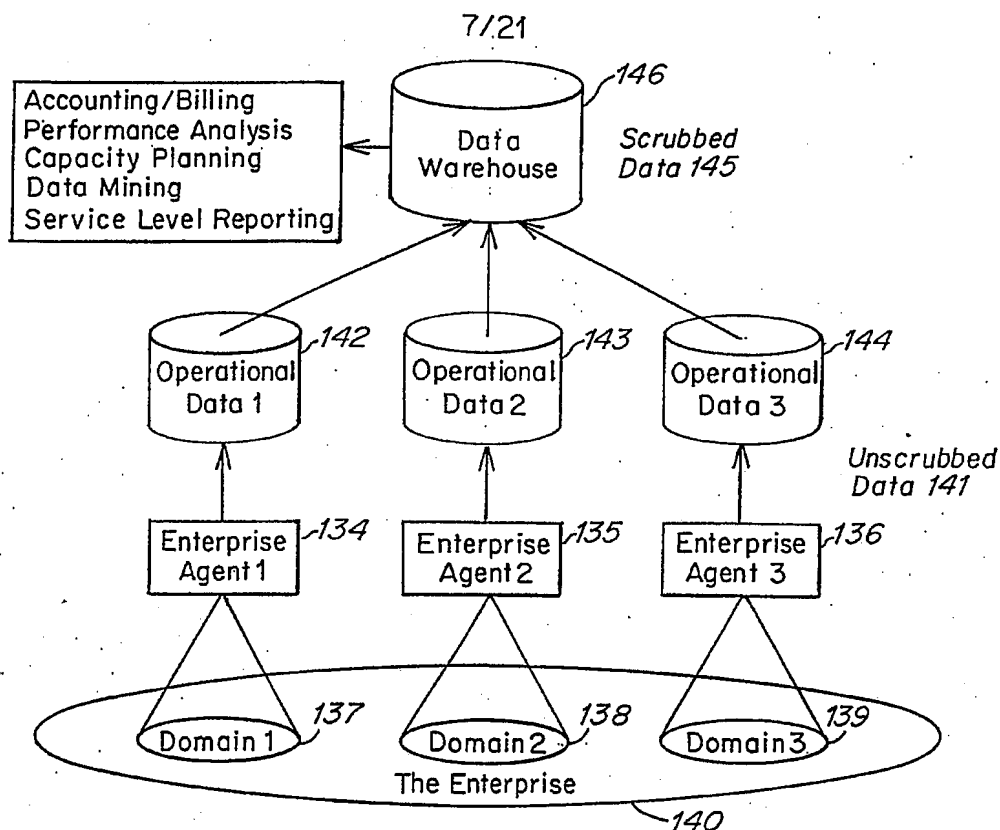 7/21
146
Accounting/Billing
Performance Analysis
Capacity Planning
Data Mining
Service Level Reporting
Data
Warehouse
Scrubbed
Data 145
142
143
144
Operational
Data 1
Operational
Data 2
Operational
Data 3
Unscrubbed
Data 141
134
135
136
Enterprise
Agent 1
Enterprise
Agent 2
Enterprise
Agent 3
137
138
139
Domain 1
Domain 2
Domain 3
The Enterprise
140